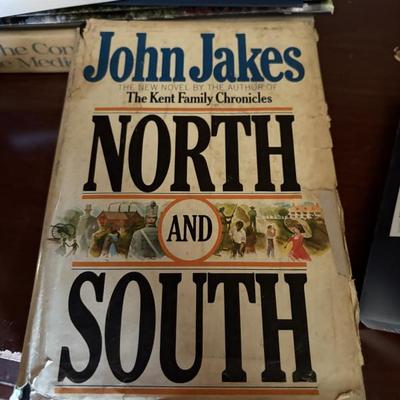 John Jakes
THE NEW NOVEL BY THE AUTHOR OF
The Kent Family Chronicles
NORTH
AND
SOUTH